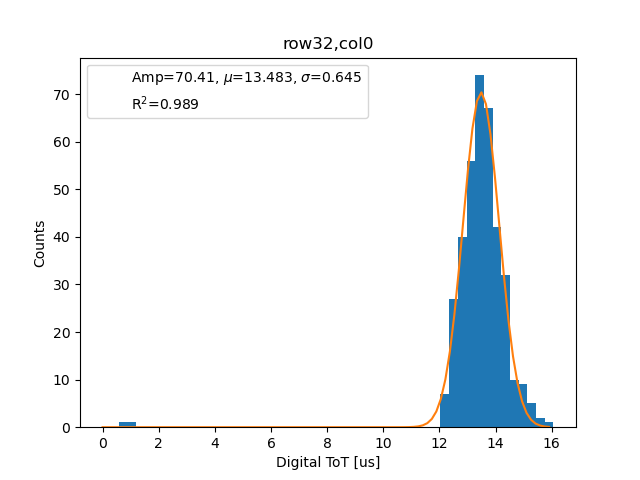 row32,col0
Amp=70.41, μ=13.483, σ=0.645
R²=0.989
70
60
50
40
30
20
10
0
Counts
0 2 4 6 8 10 12 14 16
Digital ToT [us]